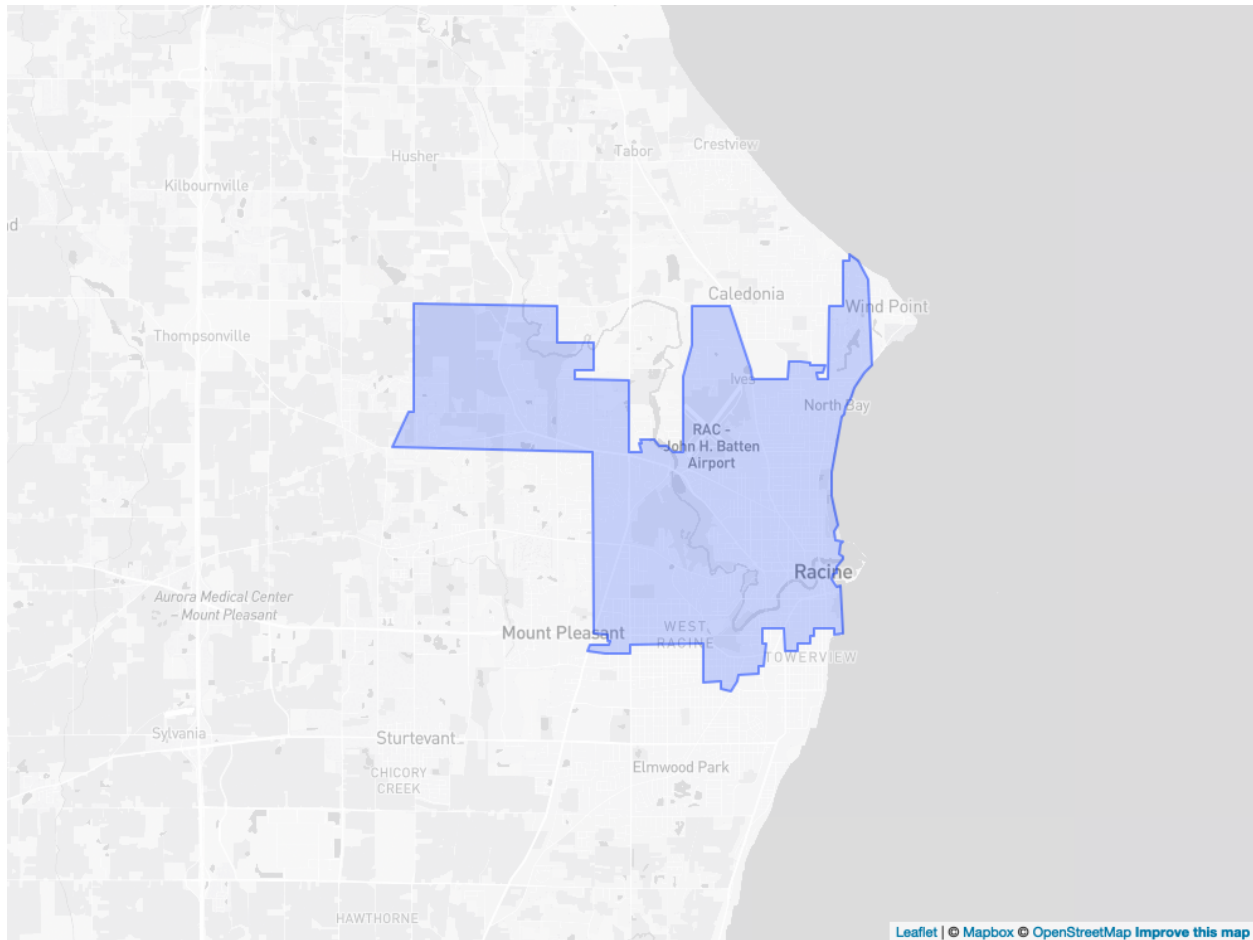 Crestview
Tabor
Husher
Kilbournville
nd
Caledonia
Wind Point
Thompsonville
Ives
North Bay
RAC -
John H. Batten
Airport
Racine
Aurora Medical Center
– Mount Pleasant
Mount Pleasant
WEST
RACINE
TOWERVIEW
Sylvania
Sturtevant
Elmwood Park
CHICORY
CREEK
HAWTHORNE
Leaflet | © Mapbox © OpenStreetMap Improve this map